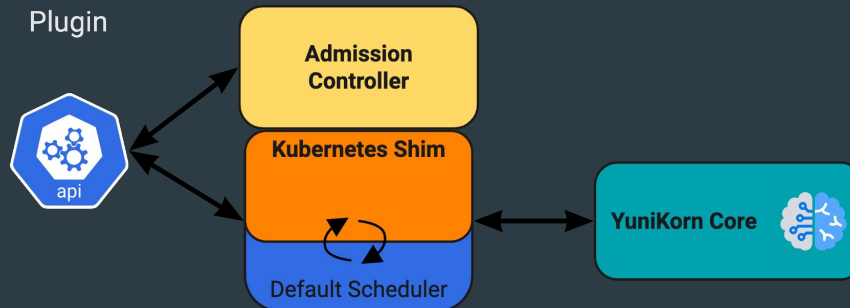 Plugin
Admission
Controller
Kubernetes Shim
api
YuniKorn Core
Default Scheduler